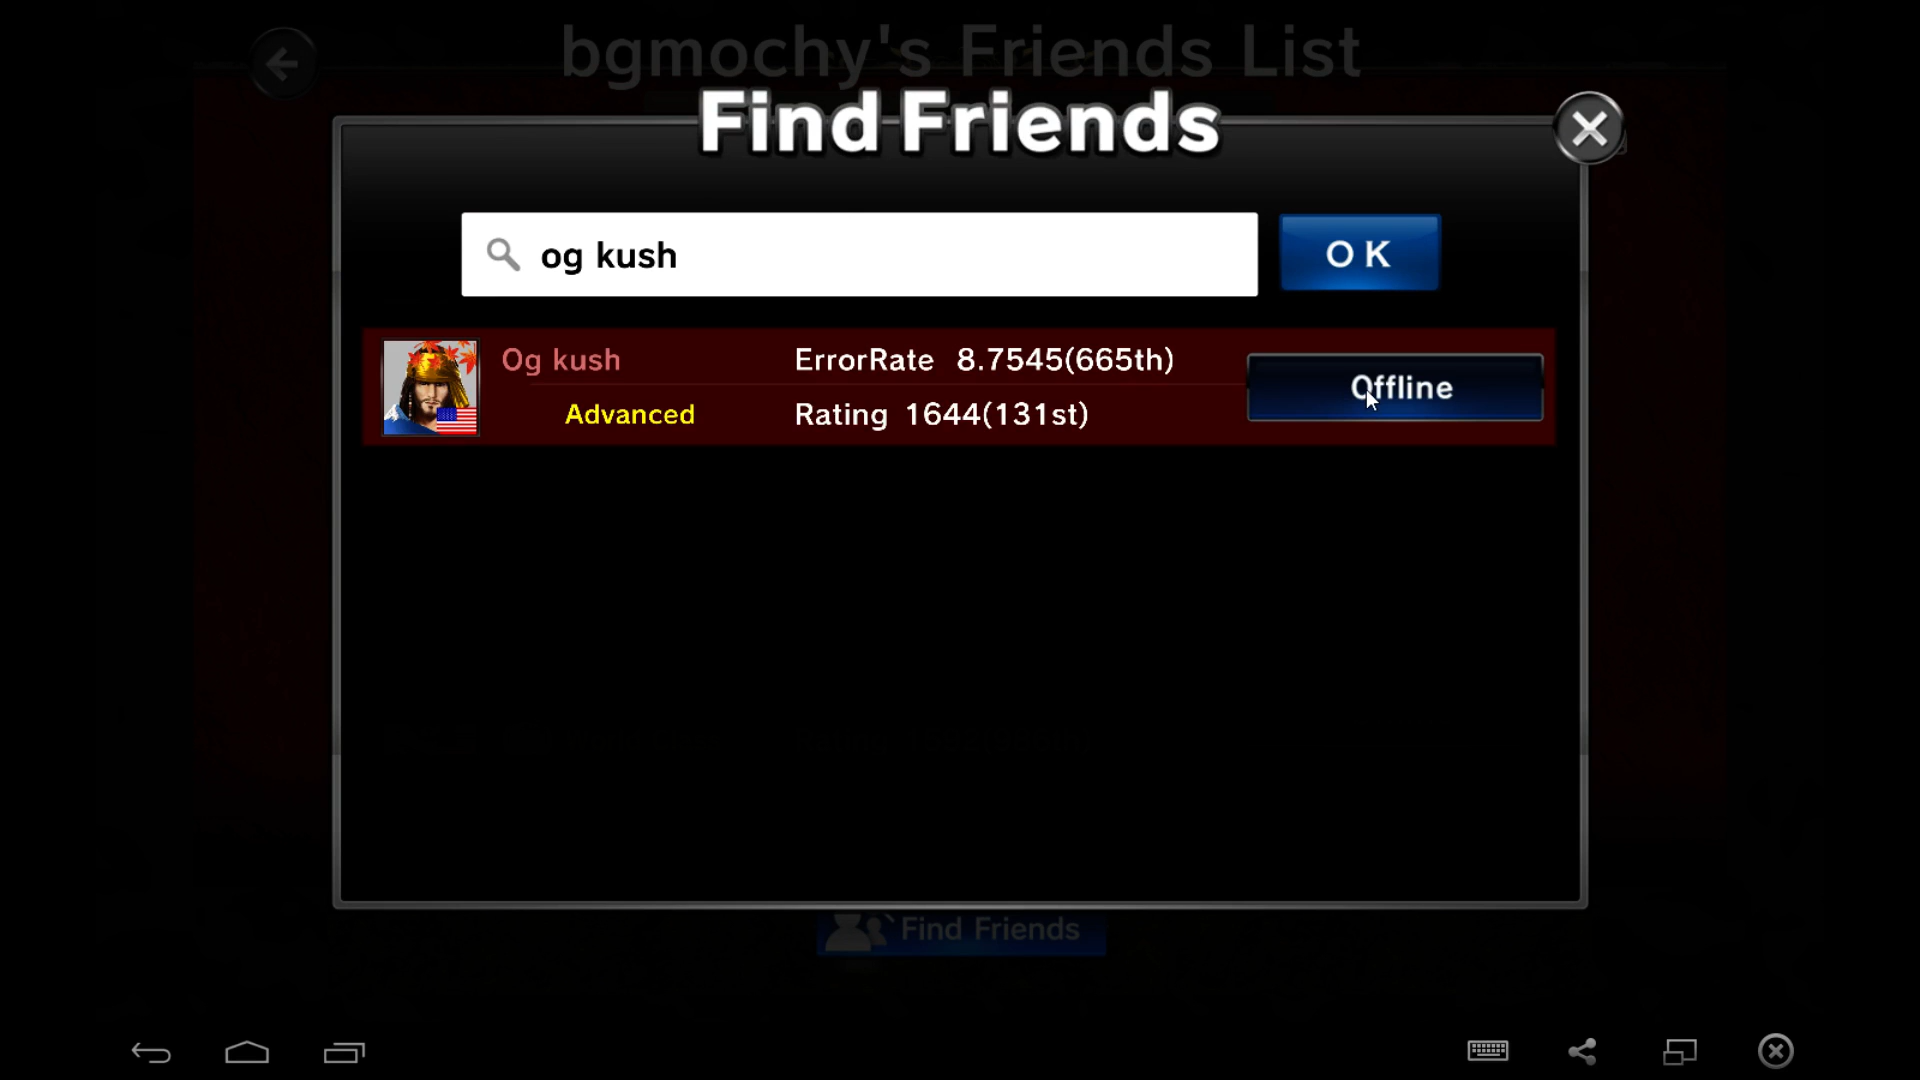 bgmochy's Friends List
Find Friends
og kush
OK
Og kush
ErrorRate 8.7545(665th)
Advanced
Rating 1644(131st)
Offline
Find Friends